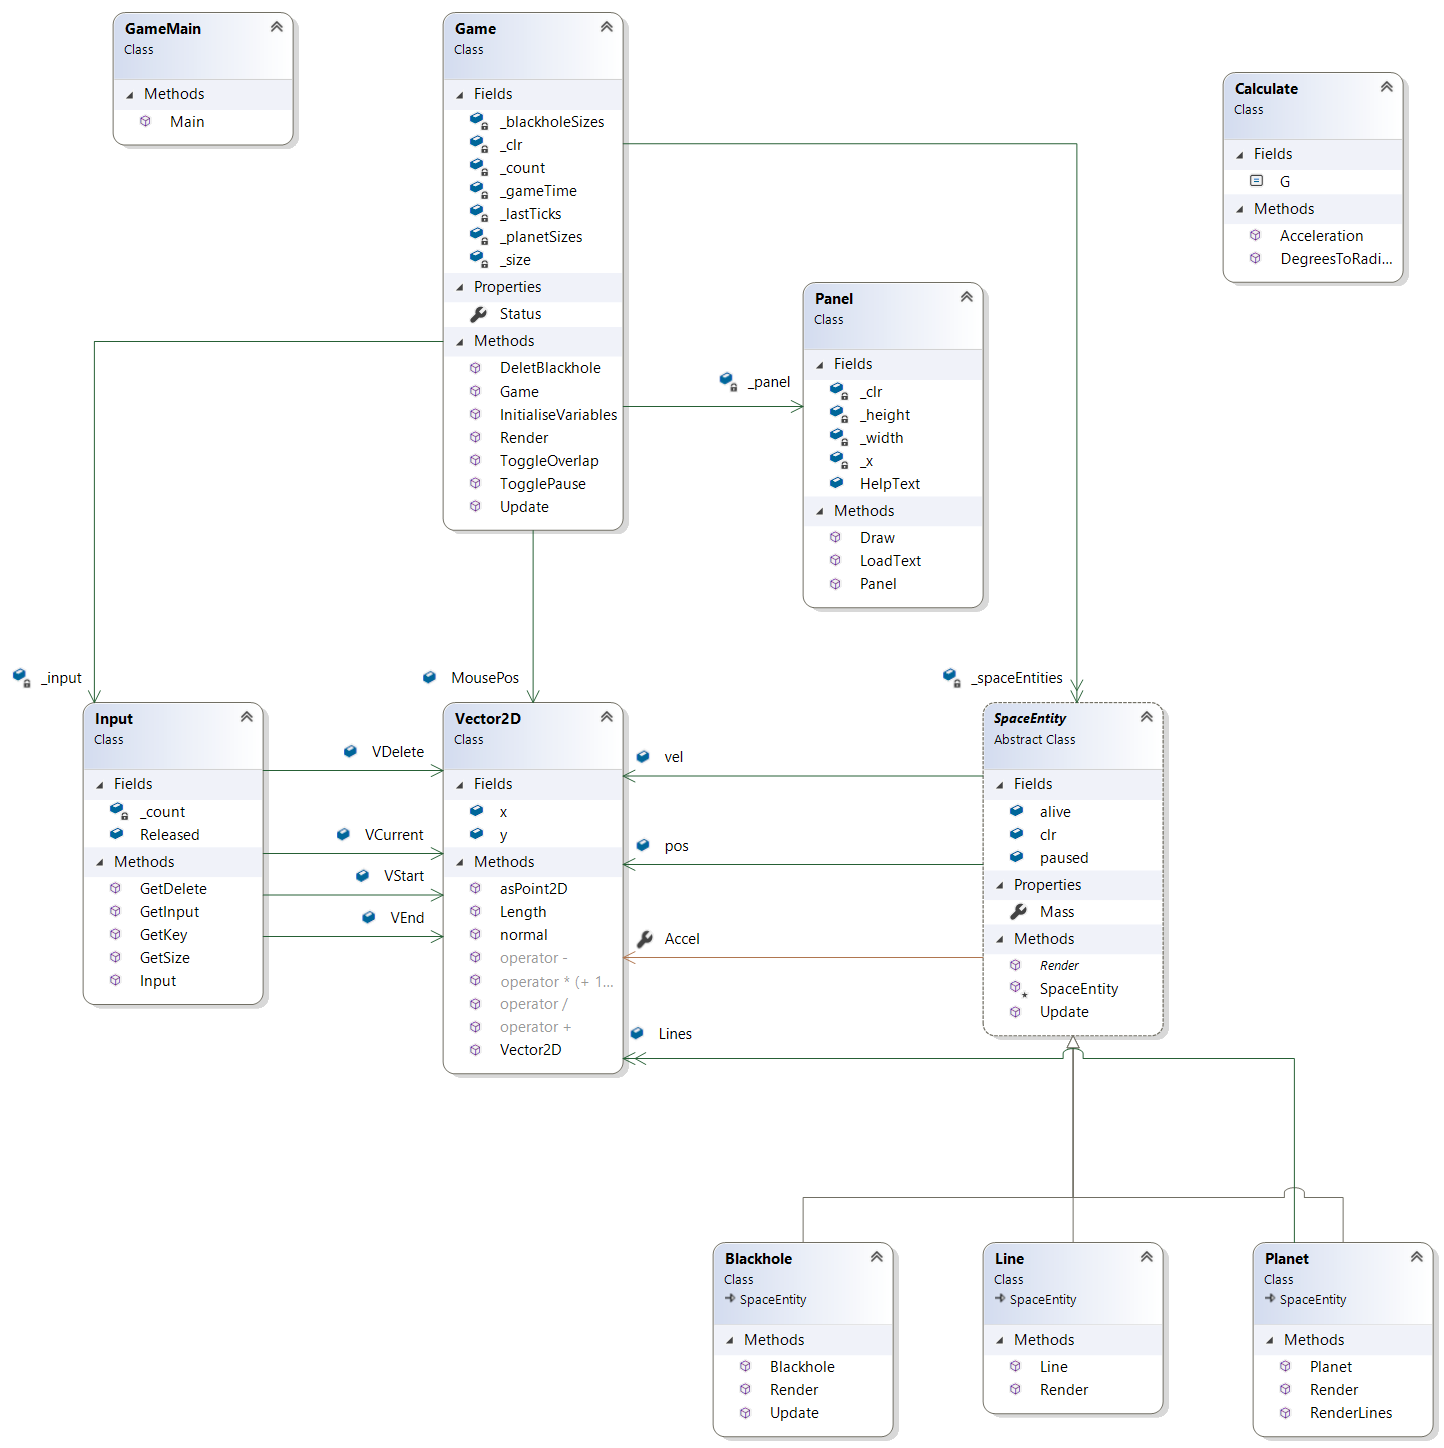 GameMain
Class
Methods
Main
Game
Class
Fields
_blackholeSizes
_clr
_count
_gameTime
_lastTicks
_planetSizes
_size
Properties
Status
Methods
DeletBlackhole
Game
InitialiseVariables
Render
ToggleOverlap
TogglePause
Update
Calculate
Class
Fields
G
Methods
Acceleration
DegreesToRadi...
_panel
Panel
Class
Fields
_clr
_height
_width
_x
HelpText
Methods
Draw
LoadText
Panel
_input
MousePos
_spaceEntities
Input
Class
Fields
_count
Released
Methods
GetDelete
GetInput
GetKey
GetSize
Input
VDelete
VCurrent
VStart
VEnd
Vector2D
Class
Fields
x
y
Methods
asPoint2D
Length
normal
operator -
operator * (+ 1...
operator /
operator +
Vector2D
vel
pos
Accel
Lines
SpaceEntity
Abstract Class
Fields
alive
clr
paused
Properties
Mass
Methods
Render
SpaceEntity
Update
Blackhole
Class
SpaceEntity
Methods
Blackhole
Render
Update
Line
Class
SpaceEntity
Methods
Line
Render
Planet
Class
SpaceEntity
Methods
Planet
Render
RenderLines